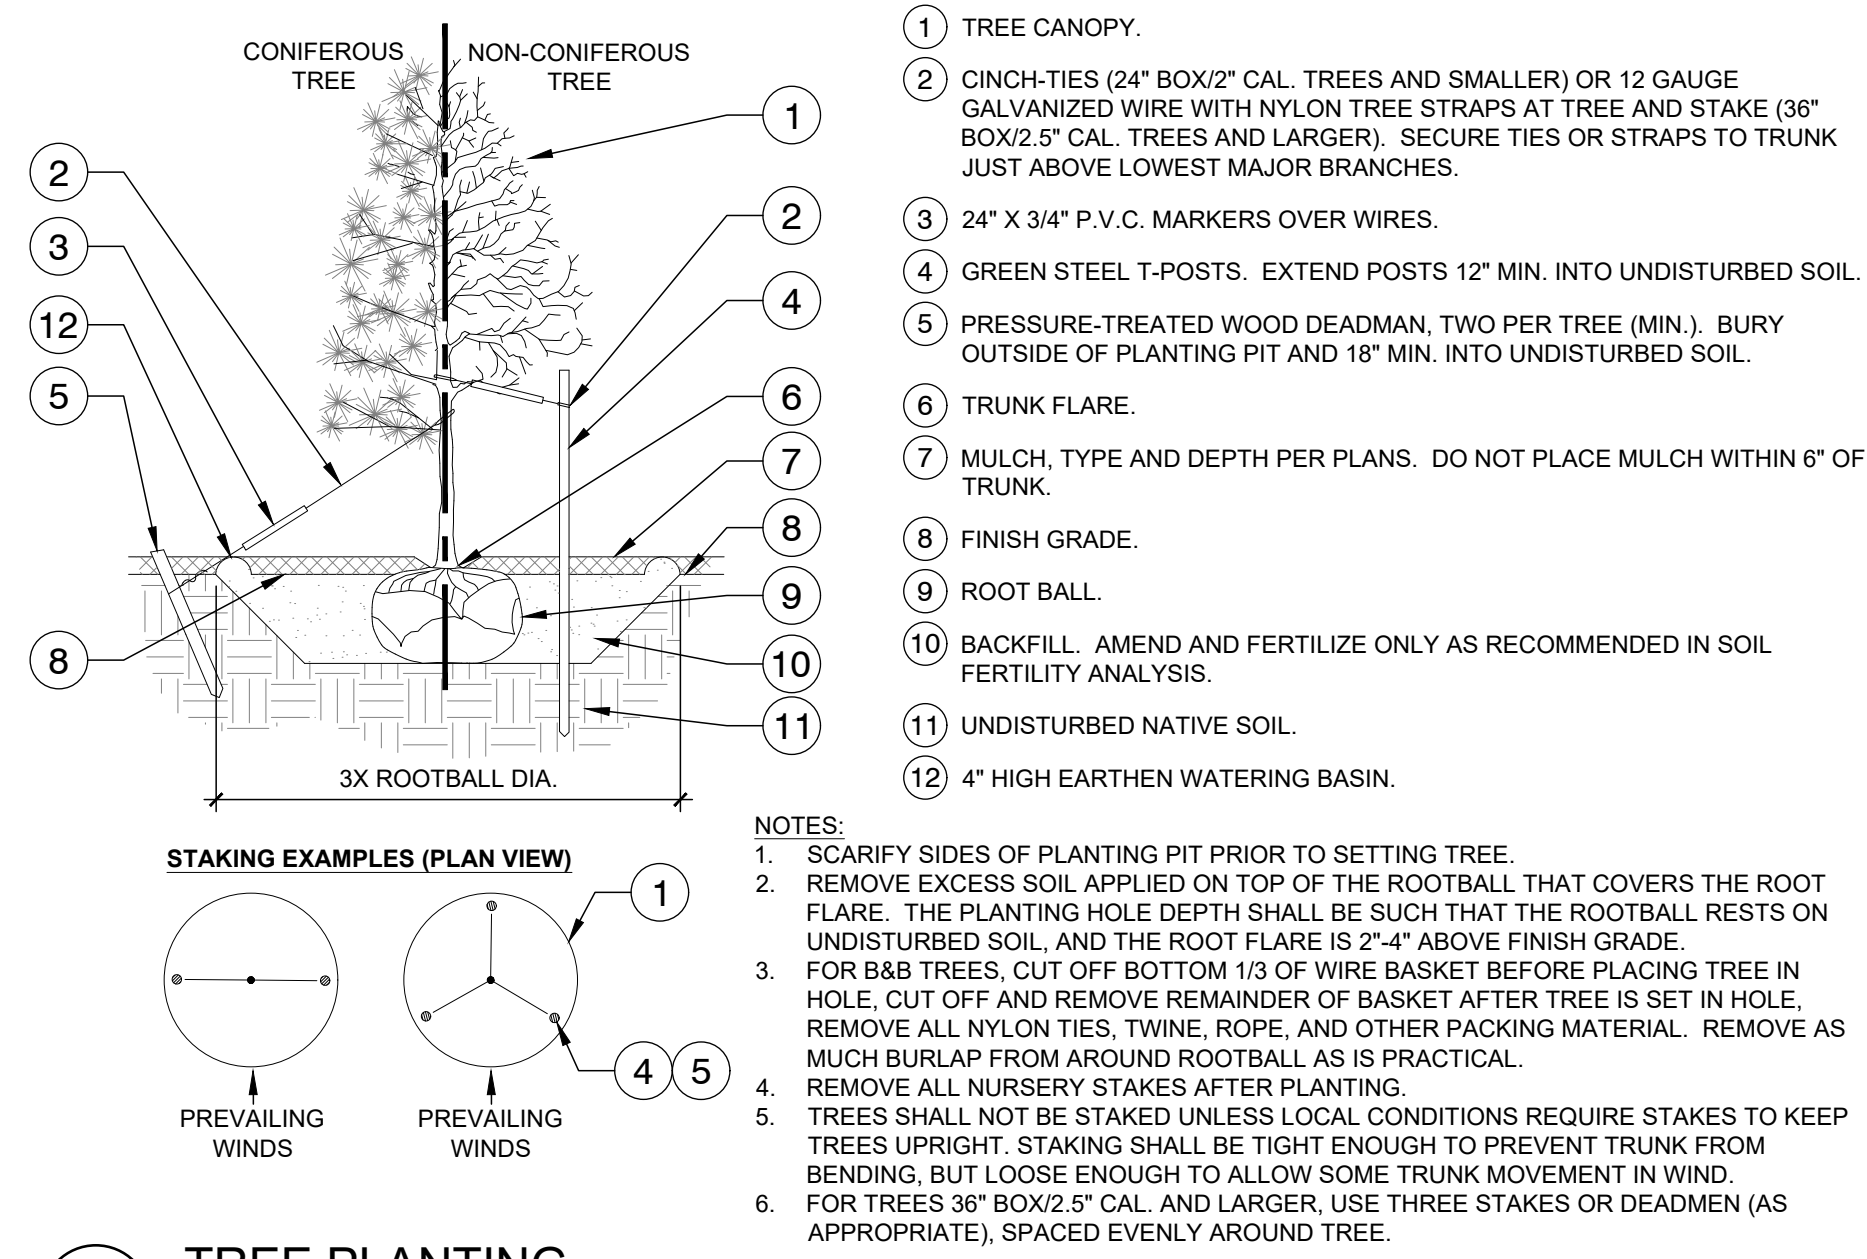 CONIFEROUS
TREE
NON-CONIFEROUS
TREE
1
2
3
12
5
8
2
4
6
7
8
9
10
11
3X ROOTBALL DIA.
STAKING EXAMPLES (PLAN VIEW)
1
4 5
PREVAILING
WINDS
PREVAILING
WINDS
1 TREE CANOPY.
2 CINCH-TIES (24" BOX/2" CAL. TREES AND SMALLER) OR 12 GAUGE
GALVANIZED WIRE WITH NYLON TREE STRAPS AT TREE AND STAKE (36"
BOX/2.5" CAL. TREES AND LARGER). SECURE TIES OR STRAPS TO TRUNK
JUST ABOVE LOWEST MAJOR BRANCHES.
3 24" X 3/4" P.V.C. MARKERS OVER WIRES.
4 GREEN STEEL T-POSTS. EXTEND POSTS 12" MIN. INTO UNDISTURBED SOIL.
5 PRESSURE-TREATED WOOD DEADMAN, TWO PER TREE (MIN.). BURY
OUTSIDE OF PLANTING PIT AND 18" MIN. INTO UNDISTURBED SOIL.
6 TRUNK FLARE.
7 MULCH, TYPE AND DEPTH PER PLANS. DO NOT PLACE MULCH WITHIN 6" OF
TRUNK.
8 FINISH GRADE.
9 ROOT BALL.
10 BACKFILL. AMEND AND FERTILIZE ONLY AS RECOMMENDED IN SOIL
FERTILITY ANALYSIS.
11 UNDISTURBED NATIVE SOIL.
12 4" HIGH EARTHEN WATERING BASIN.
NOTES:
1. SCARIFY SIDES OF PLANTING PIT PRIOR TO SETTING TREE.
2. REMOVE EXCESS SOIL APPLIED ON TOP OF THE ROOTBALL THAT COVERS THE ROOT
FLARE. THE PLANTING HOLE DEPTH SHALL BE SUCH THAT THE ROOTBALL RESTS ON
UNDISTURBED SOIL, AND THE ROOT FLARE IS 2"-4" ABOVE FINISH GRADE.
3. FOR B&B TREES, CUT OFF BOTTOM 1/3 OF WIRE BASKET BEFORE PLACING TREE IN
HOLE, CUT OFF AND REMOVE REMAINDER OF BASKET AFTER TREE IS SET IN HOLE,
REMOVE ALL NYLON TIES, TWINE, ROPE, AND OTHER PACKING MATERIAL. REMOVE AS
MUCH BURLAP FROM AROUND ROOTBALL AS IS PRACTICAL.
4. REMOVE ALL NURSERY STAKES AFTER PLANTING.
5. TREES SHALL NOT BE STAKED UNLESS LOCAL CONDITIONS REQUIRE STAKES TO KEEP
TREES UPRIGHT. STAKING SHALL BE TIGHT ENOUGH TO PREVENT TRUNK FROM
BENDING, BUT LOOSE ENOUGH TO ALLOW SOME TRUNK MOVEMENT IN WIND.
6. FOR TREES 36" BOX/2.5" CAL. AND LARGER, USE THREE STAKES OR DEADMEN (AS
APPROPRIATE), SPACED EVENLY AROUND TREE.
TREE PLANTING